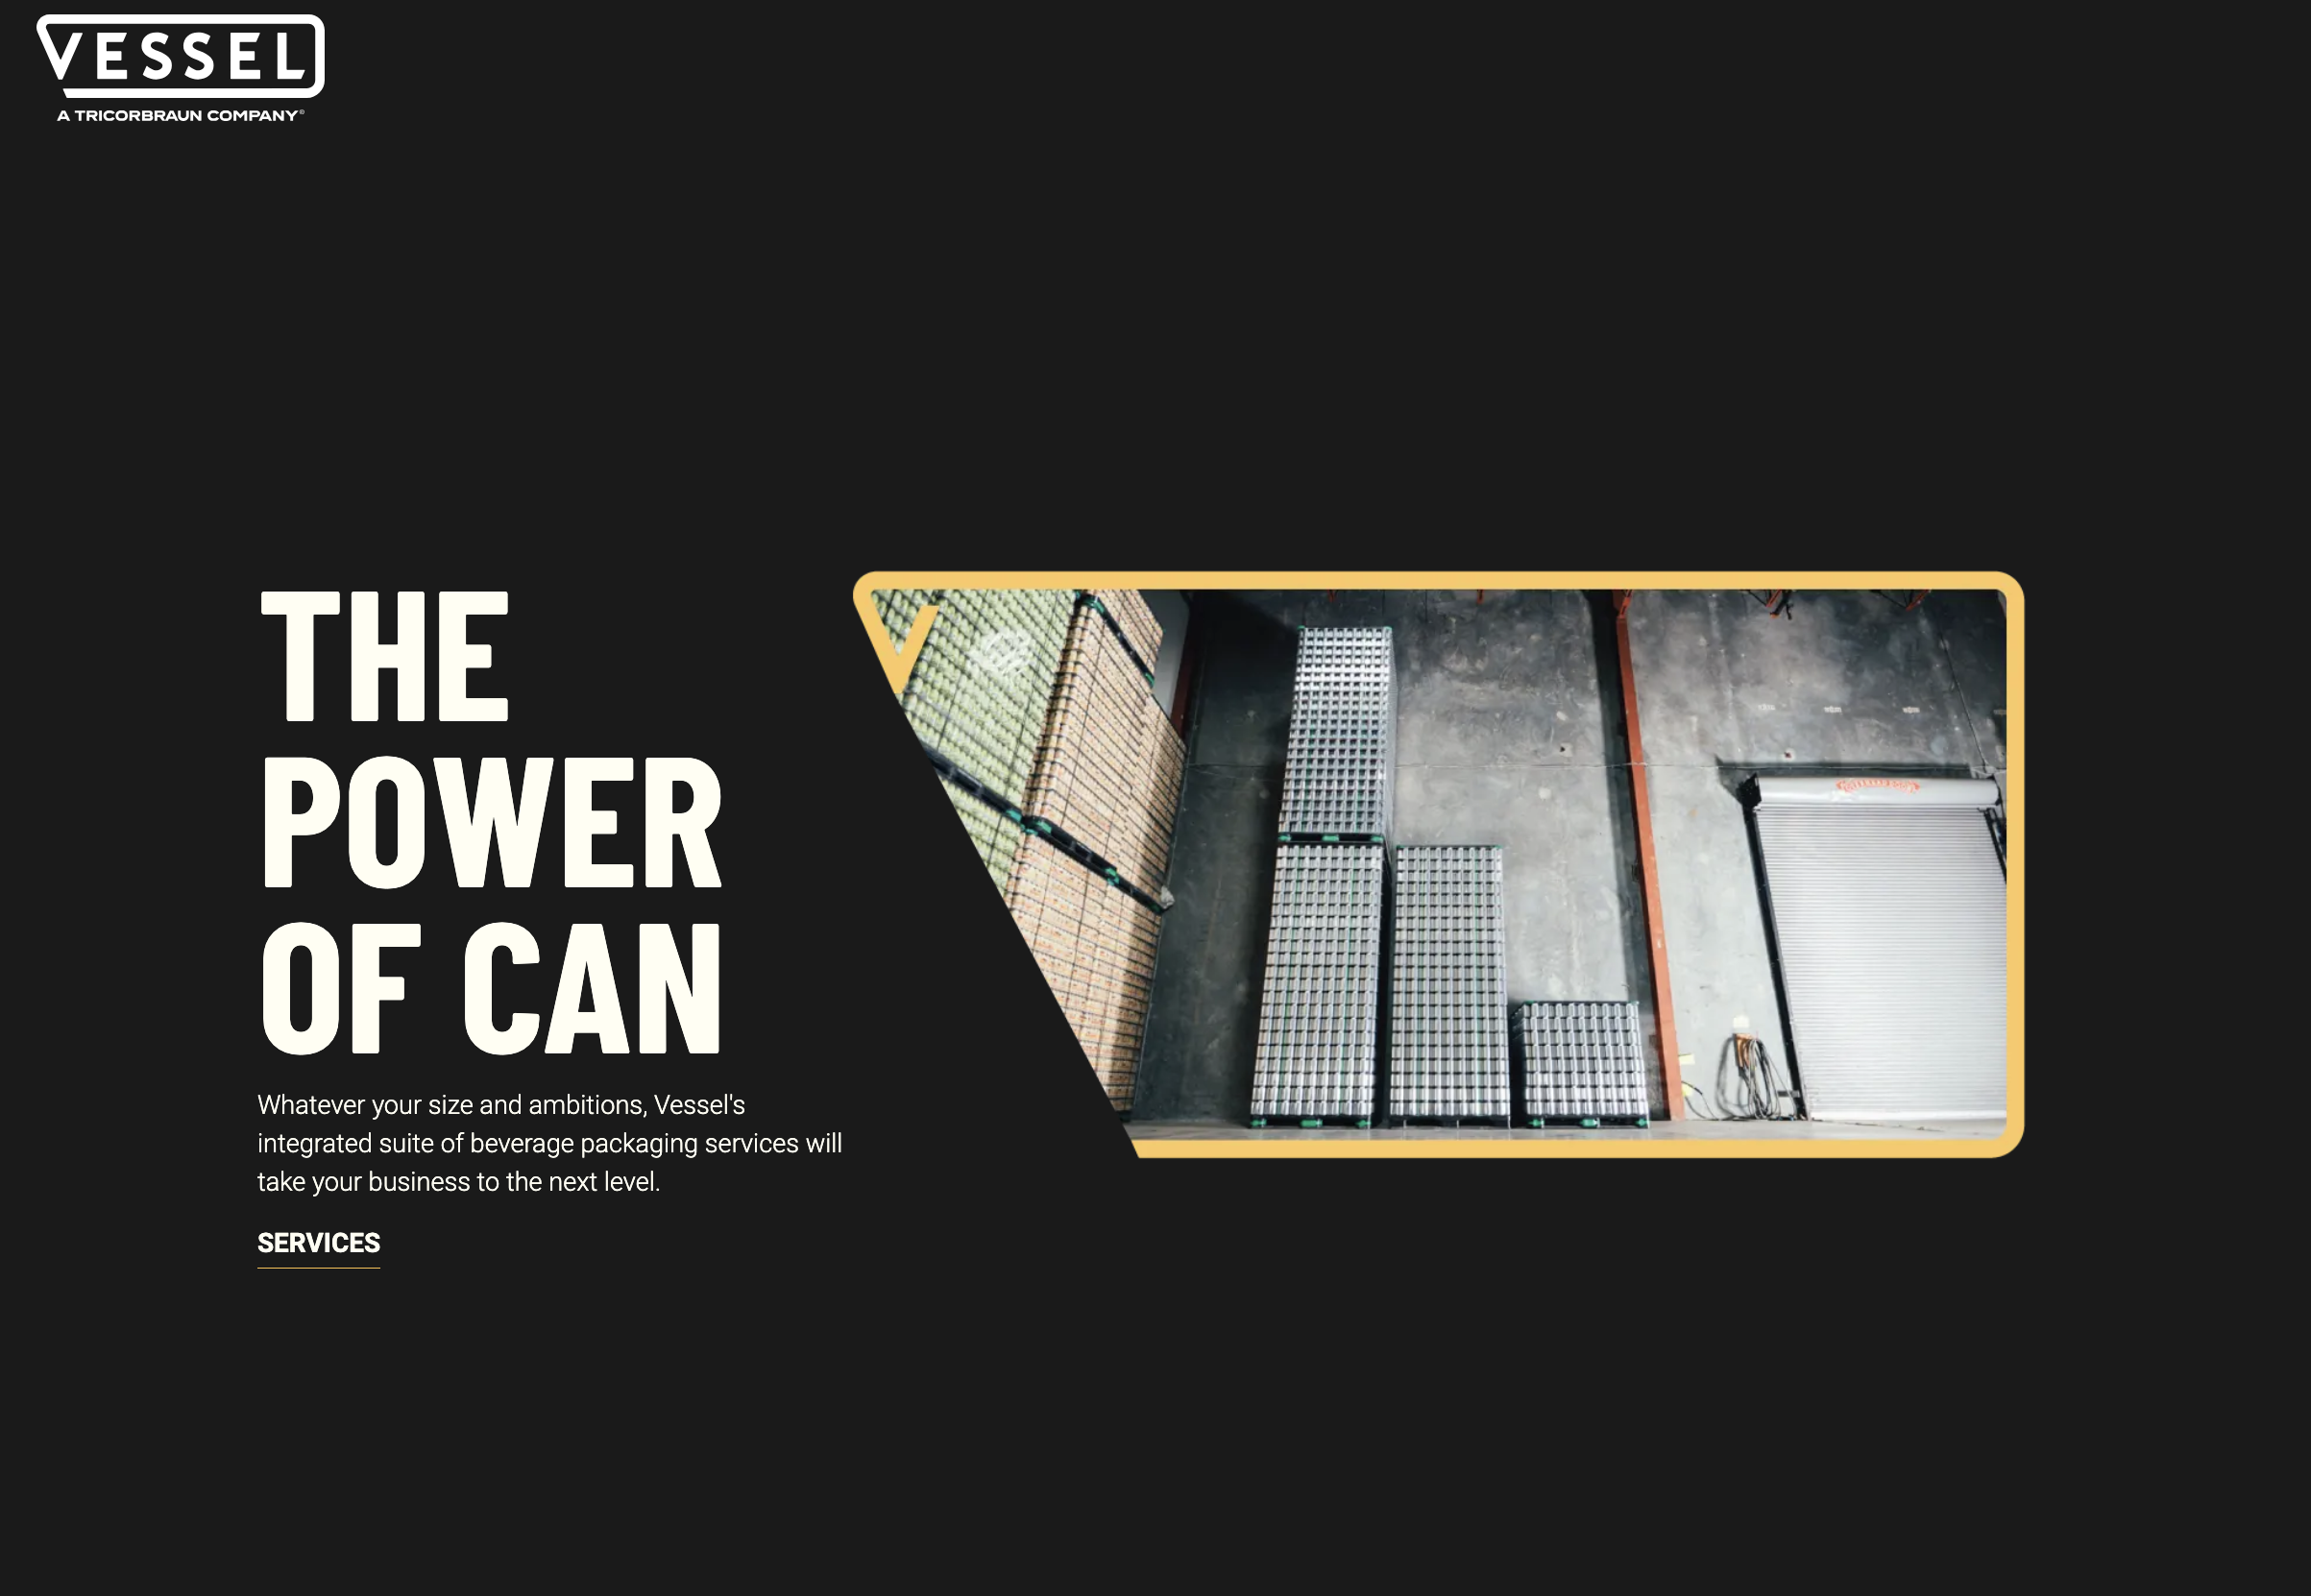 VESSEL
A TRICORBRAUN COMPANY®
THE
POWER
OF CAN
V
Whatever your size and ambitions, Vessel's
integrated suite of beverage packaging services will
take your business to the next level.
SERVICES